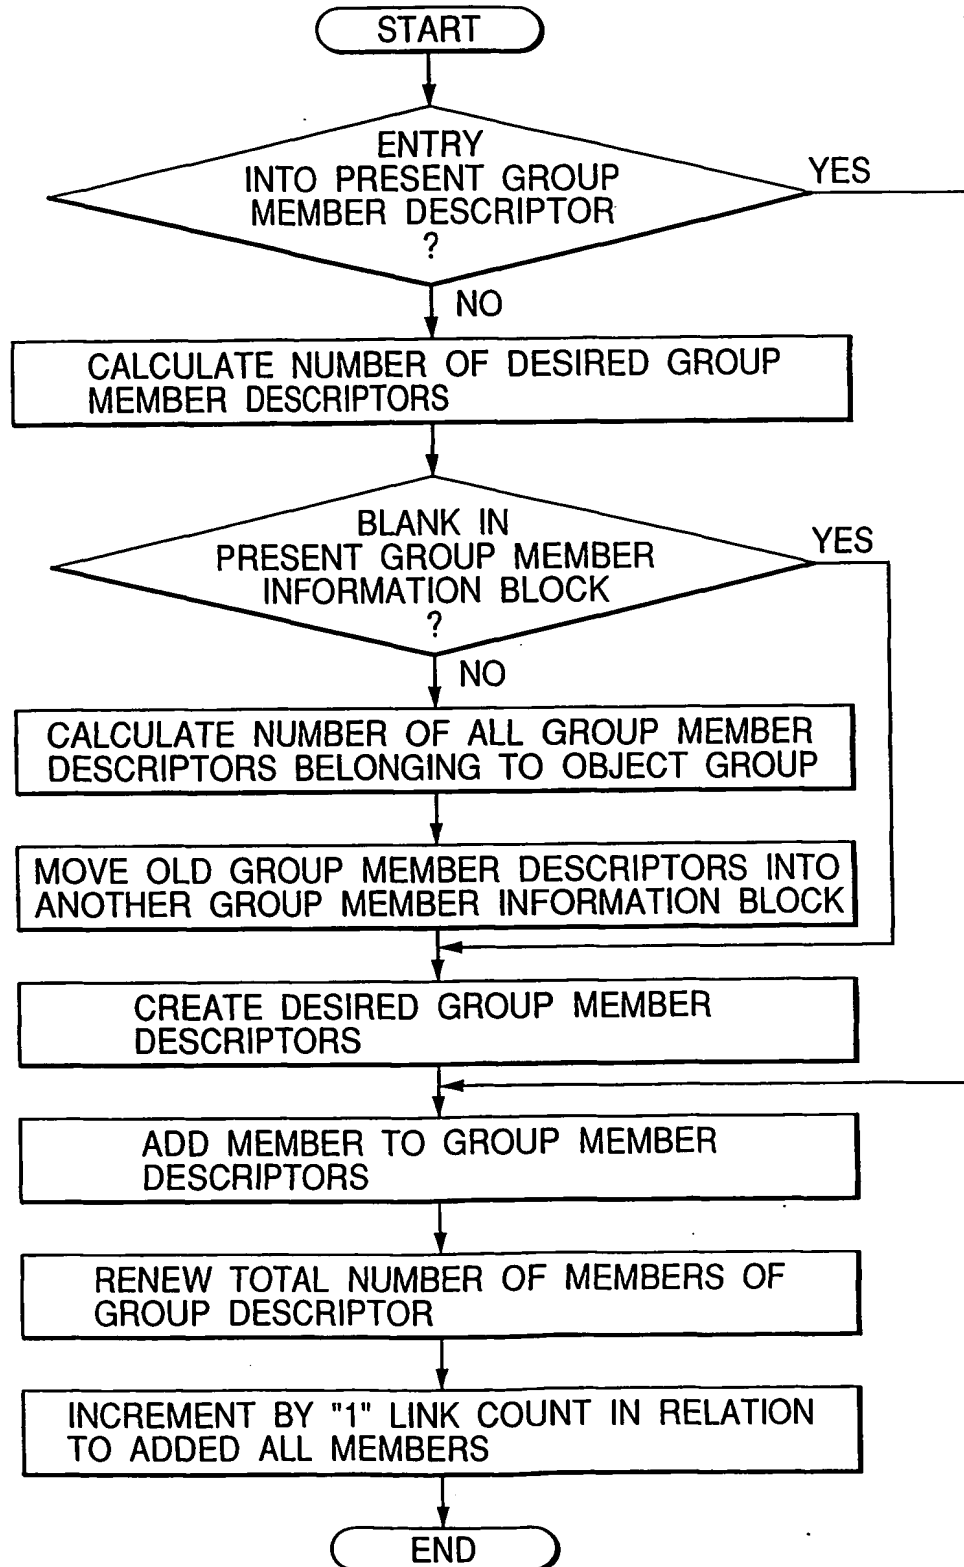 START
ENTRY
INTO PRESENT GROUP
MEMBER DESCRIPTOR
?
YES
NO
CALCULATE NUMBER OF DESIRED GROUP
MEMBER DESCRIPTORS
BLANK IN
PRESENT GROUP MEMBER
INFORMATION BLOCK
?
YES
NO
CALCULATE NUMBER OF ALL GROUP MEMBER
DESCRIPTORS BELONGING TO OBJECT GROUP
MOVE OLD GROUP MEMBER DESCRIPTORS INTO
ANOTHER GROUP MEMBER INFORMATION BLOCK
CREATE DESIRED GROUP MEMBER
DESCRIPTORS
ADD MEMBER TO GROUP MEMBER
DESCRIPTORS
RENEW TOTAL NUMBER OF MEMBERS OF
GROUP DESCRIPTOR
INCREMENT BY "1" LINK COUNT IN RELATION
TO ADDED ALL MEMBERS
END